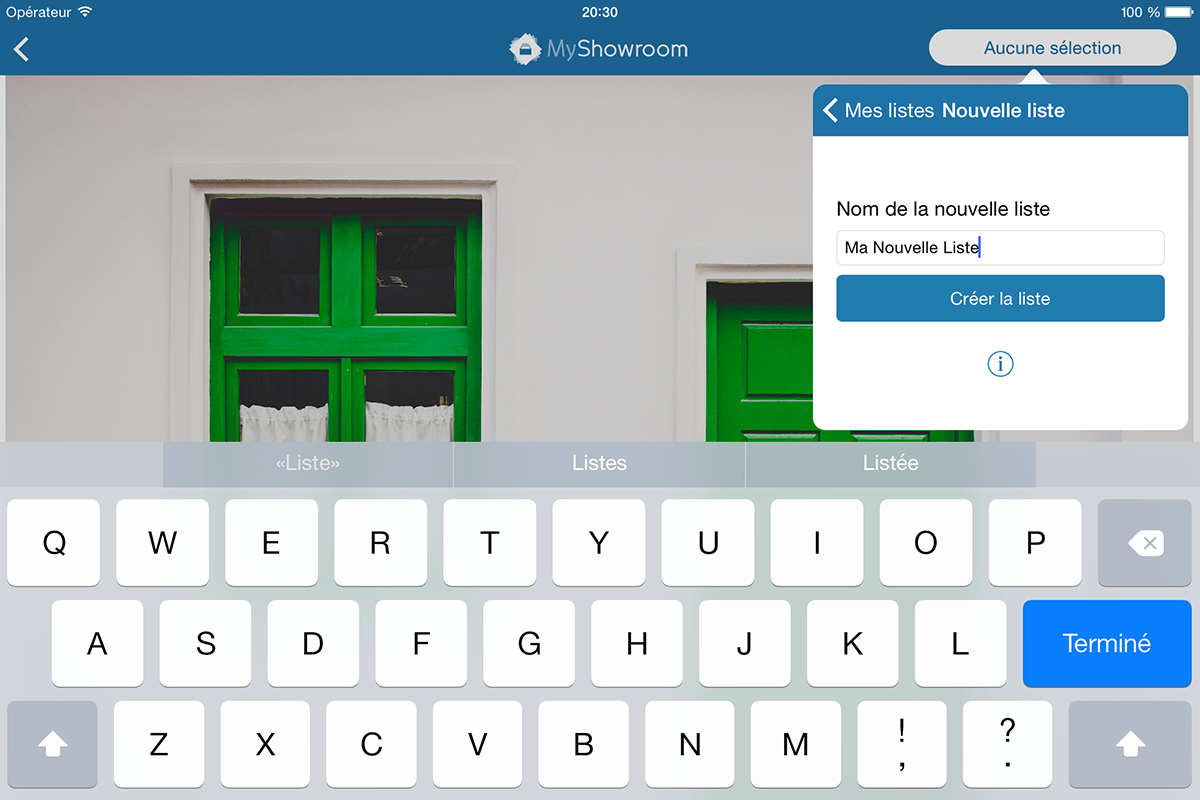 Opérateur 20:30 100 %
MyShowroom
Aucune sélection
Mes listes Nouvelle liste
Nom de la nouvelle liste
Ma Nouvelle Liste
Créer la liste
i
«Liste» Listes Listée
Q W E R T Y U I O P
A S D F G H J K L Terminé
Z X C V B N M ! , ? .